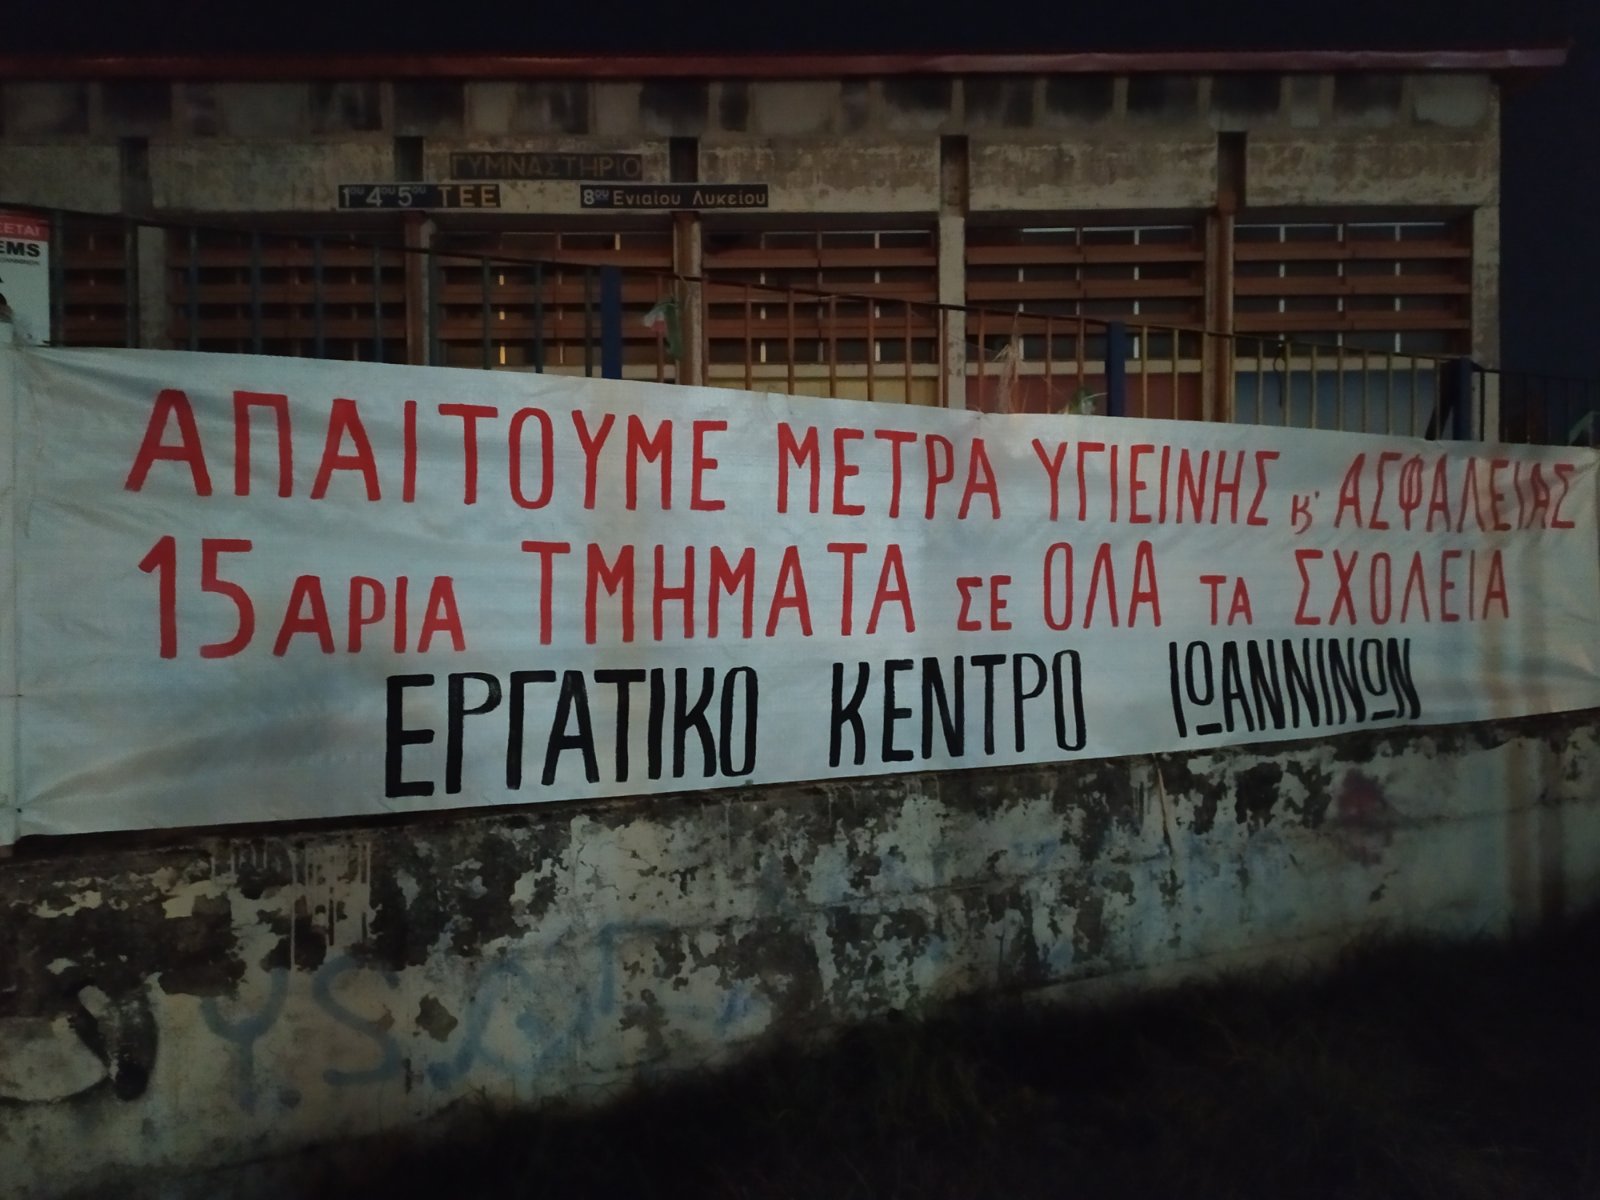 ΓΥΜΝΑΣΤΗΡΙΟ
1ου 4ου 5ου ΤΕΕ
8ου Ενιαίου Λυκείου
EMS
ΑΠΑΙΤΟΥΜΕ ΜΕΤΡΑ ΥΓΙΕΙΝΗΣ κ' ΑΣΦΑΛΕΙΑΣ
15ΑΡΙΑ ΤΜΗΜΑΤΑ ΣΕ ΟΛΑ ΤΑ ΣΧΟΛΕΙΑ
ΕΡΓΑΤΙΚΟ ΚΕΝΤΡΟ ΙΩΑΝΝΙΝΩΝ